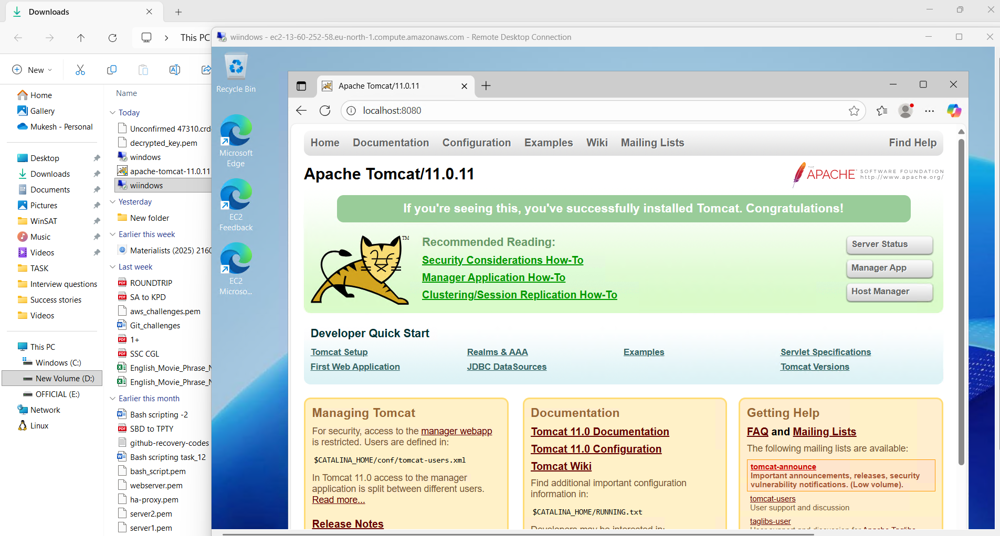 Downloads
This PC
New
Home
Gallery
Mukesh - Personal
Desktop
Downloads
Documents
Pictures
WinSAT
Music
Videos
TASK
Interview questions
Success stories
Videos
This PC
Windows (C:)
New Volume (D:)
OFFICIAL (E:)
Network
Linux
Name
Today
Unconfirmed 47310.crd
decrypted_key.pem
windows
apache-tomcat-11.0.11
wiindows
Yesterday
New folder
Earlier this week
Materialists (2025) 2160
Last week
ROUNDTRIP
SA to KPD
aws_challenges.pem
Git_challenges
1+
SSC CGL
English_Movie_Phrase_N
English_Movie_Phrase_N
Earlier this month
Bash scripting -2
SBD to TPTY
github-recovery-codes
Bash scripting task_12
bash_script.pem
webserver.pem
ha-proxy.pem
server2.pem
server1.pem
wiindows - ec2-13-60-252-58.eu-north-1.compute.amazonaws.com - Remote Desktop Connection
Recycle Bin
Microsoft
Edge
EC2
Feedback
EC2
Microso...
Apache Tomcat/11.0.11
localhost:8080
Home Documentation Configuration Examples Wiki Mailing Lists Find Help
Apache Tomcat/11.0.11
THE
APACHE SOFTWARE FOUNDATION
http://www.apache.org/
If you're seeing this, you've successfully installed Tomcat. Congratulations!
TM
Recommended Reading:
Security Considerations How-To
Manager Application How-To
Clustering/Session Replication How-To
Server Status
Manager App
Host Manager
Developer Quick Start
Tomcat Setup
First Web Application
Realms & AAA
JDBC DataSources
Examples
Servlet Specifications
Tomcat Versions
Managing Tomcat
For security, access to the manager webapp
is restricted. Users are defined in:
$CATALINA_HOME/conf/tomcat-users.xml
In Tomcat 11.0 access to the manager
application is split between different users.
Read more...
Release Notes
Documentation
Tomcat 11.0 Documentation
Tomcat 11.0 Configuration
Tomcat Wiki
Find additional important configuration
information in:
$CATALINA_HOME/RUNNING.txt
Developers may be interested in:
Getting Help
FAQ and Mailing Lists
The following mailing lists are available:
tomcat-announce
Important announcements, releases, security
vulnerability notifications. (Low volume).
tomcat-users
User support and discussion
taglibs-user
User support and discussion for Apache Taglibs